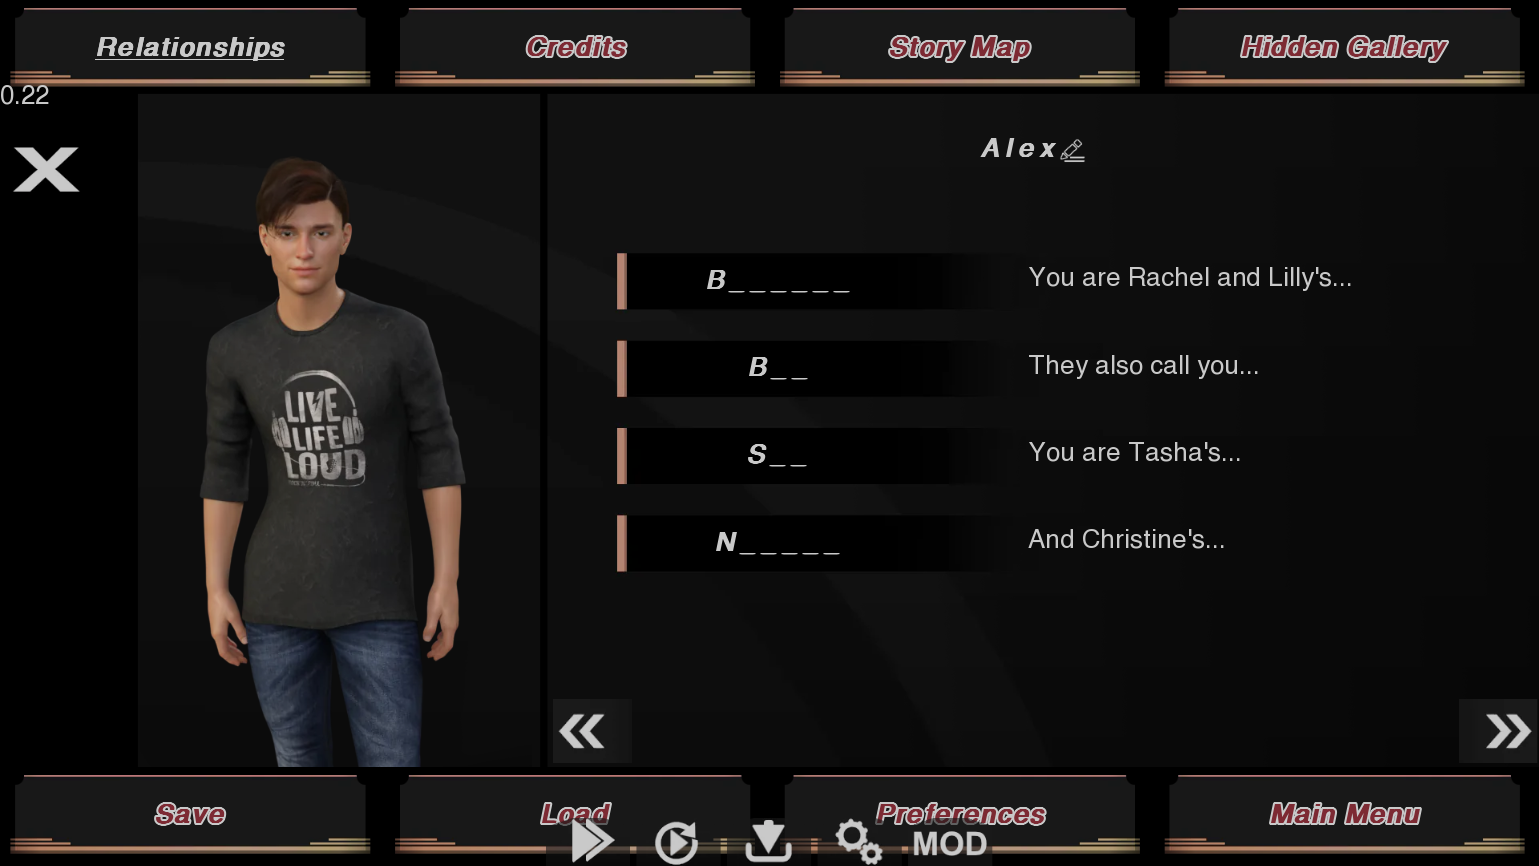 Relationships
Credits
Story Map
Hidden Gallery
0.22
Alex
B______
You are Rachel and Lilly's...
B__
They also call you...
S__
You are Tasha's...
N_____
And Christine's...
LIVE
LIFE
LOUD
Save
Load
Preferences
Main Menu
MOD